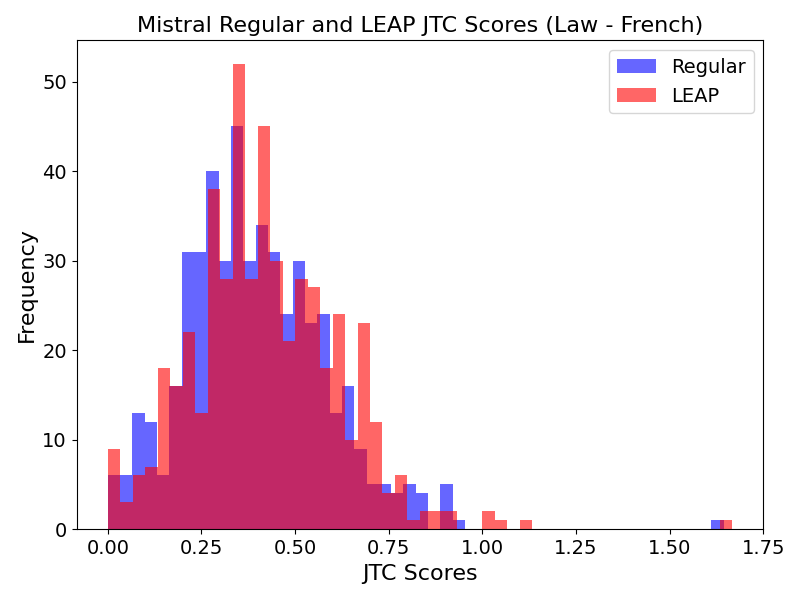 Mistral Regular and LEAP JTC Scores (Law - French)
Regular
LEAP
Frequency
50
40
30
20
10
0
0.00 0.25 0.50 0.75 1.00 1.25 1.50 1.75
JTC Scores